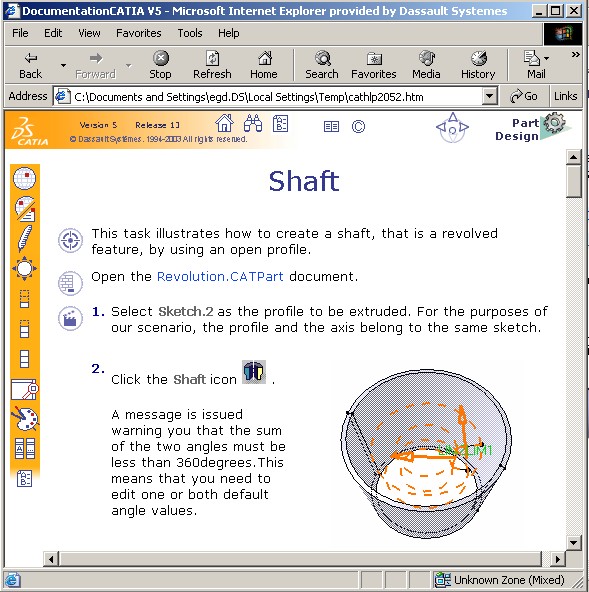 DocumentationCATIA V5 - Microsoft Internet Explorer provided by Dassault Systemes
File Edit View Favorites Tools Help
Back Forward Stop Refresh Home Search Favorites Media History Mail »
Address C:\Documents and Settings\egd.DS\Local Settings\Temp\cathlp2052.htm Go Links
CATIA
Version 5 Release 13
© Dassault Systèmes. 1994-2003 All rights reserved.
Part
Design
Shaft
This task illustrates how to create a shaft, that is a revolved
feature, by using an open profile.
Open the Revolution.CATPart document.
1. Select Sketch.2 as the profile to be extruded. For the purposes of
our scenario, the profile and the axis belong to the same sketch.
2.
Click the Shaft icon .
A message is issued
warning you that the sum
of the two angles must be
less than 360degrees.This
means that you need to
edit one or both default
angle values.
Unknown Zone (Mixed)